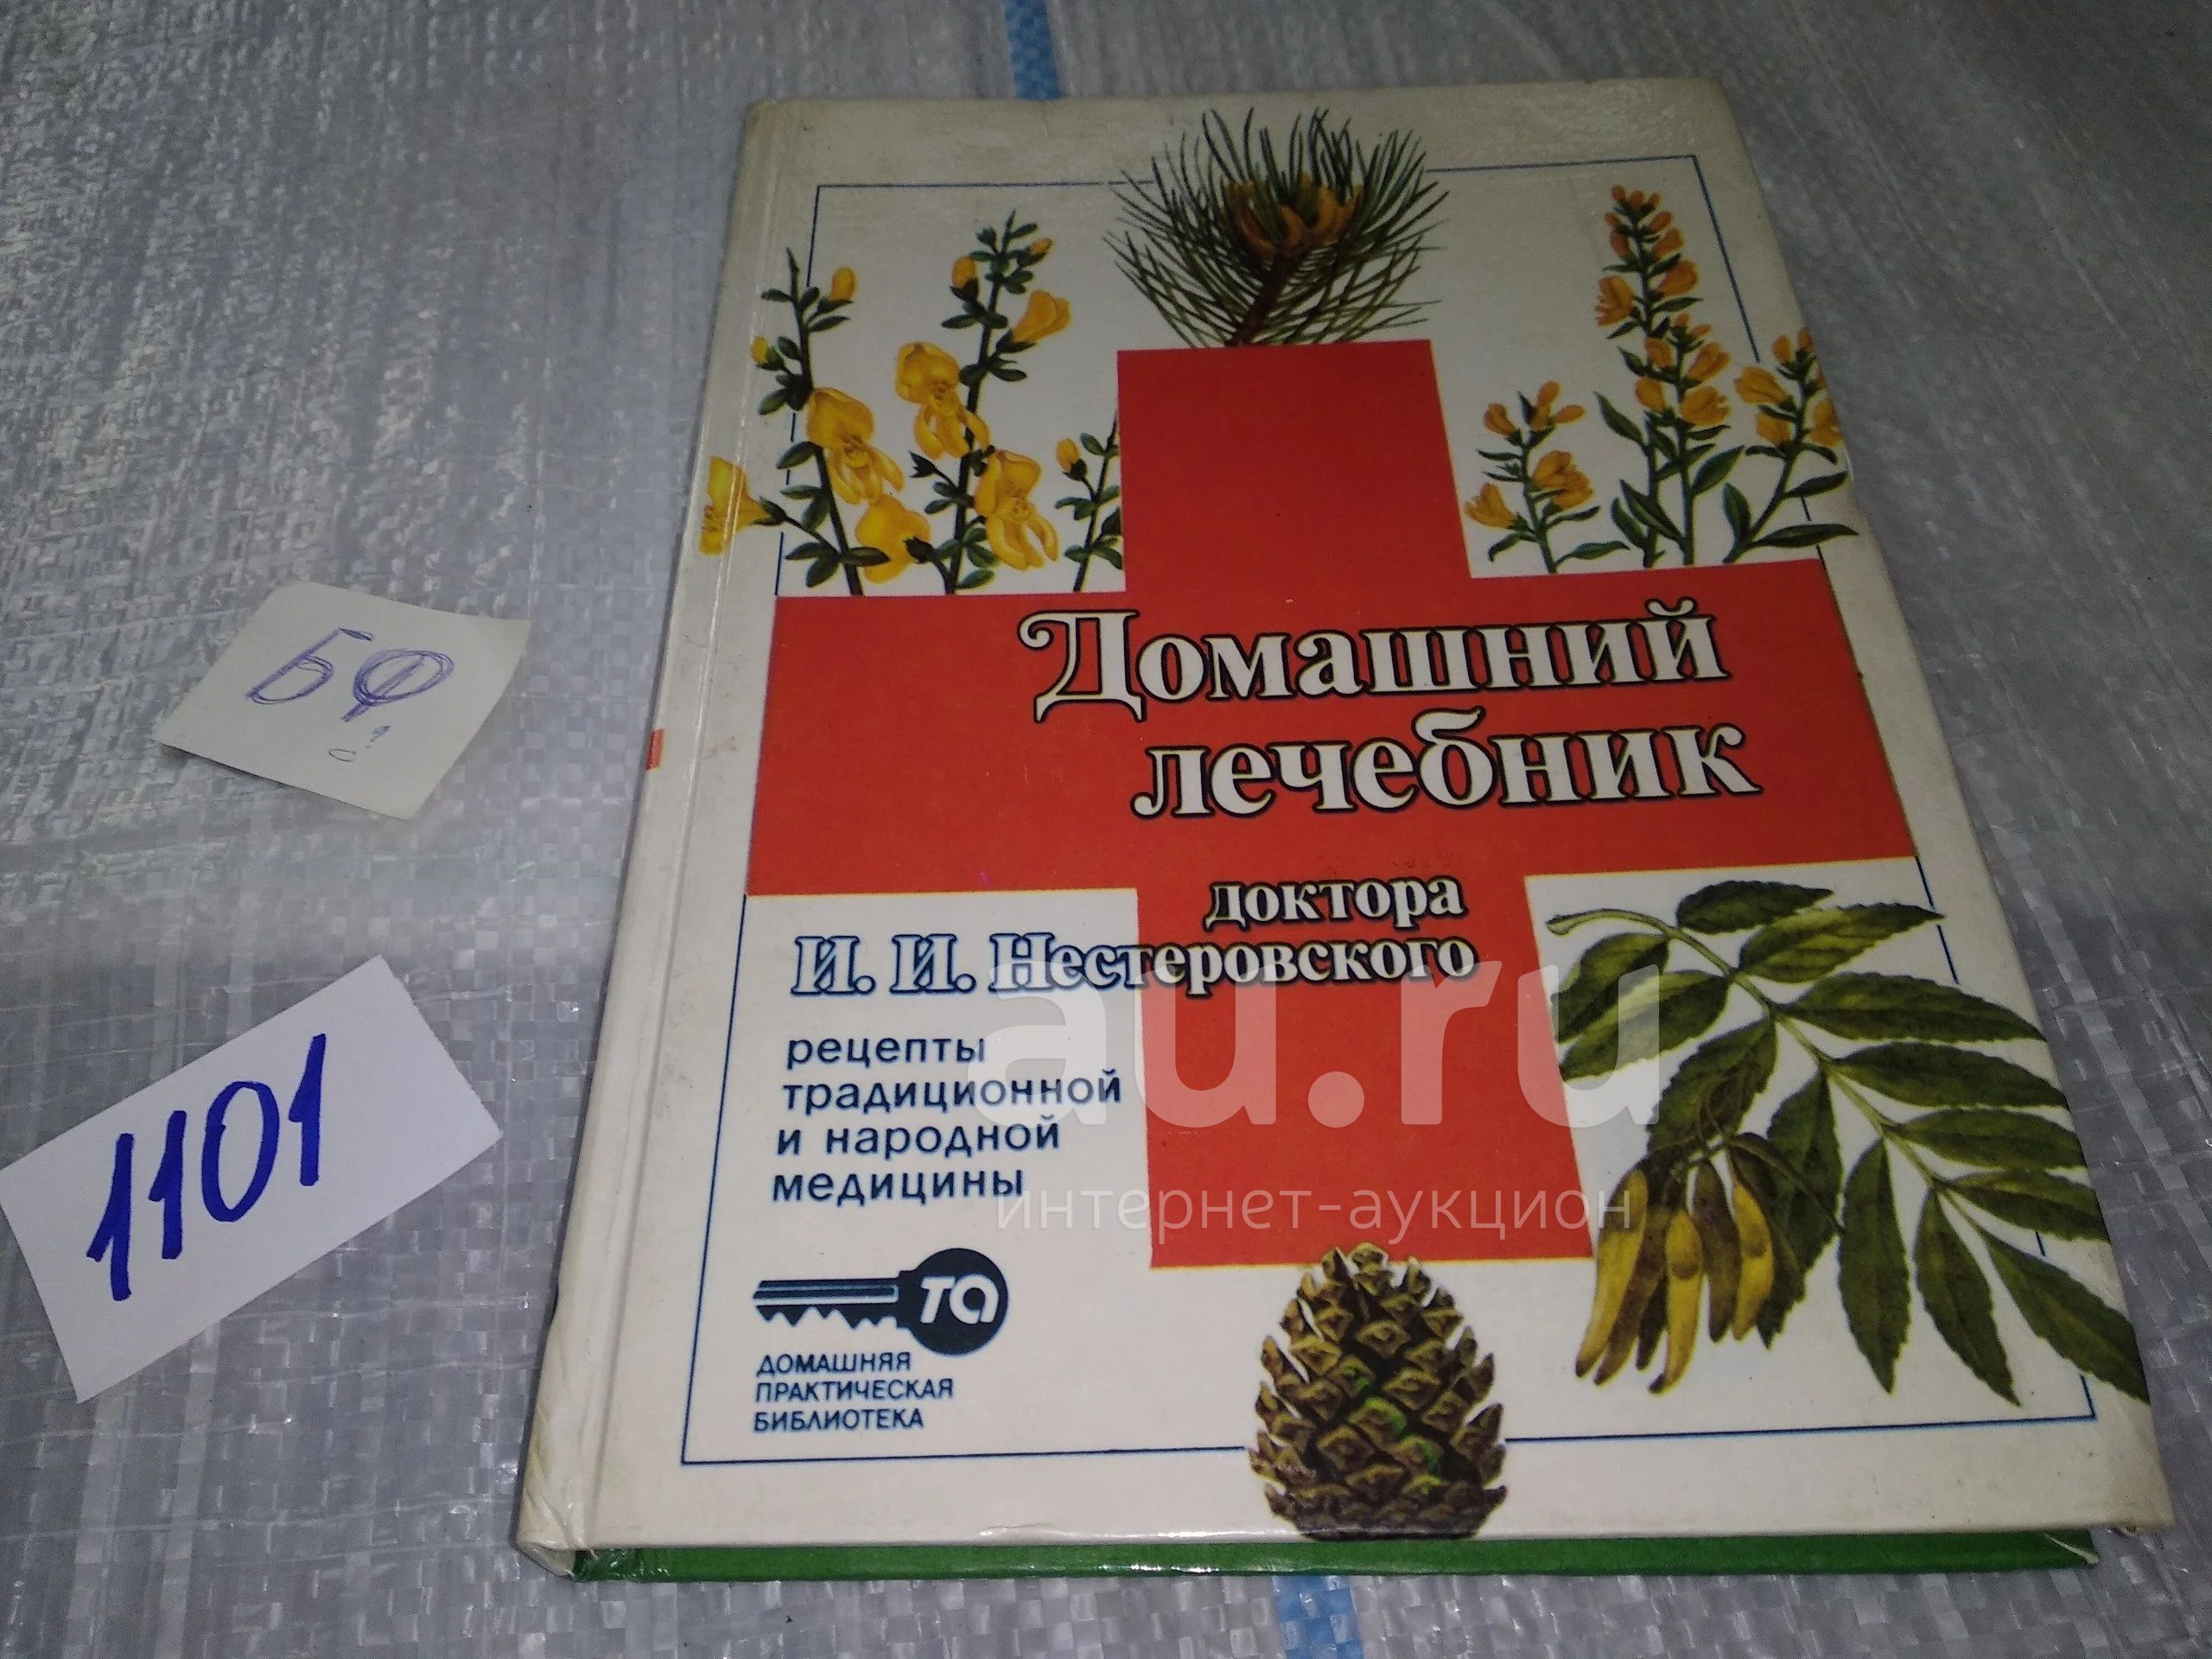 Домашний
лечебник
доктора
И. И. Нестеровского
рецепты
традиционной
и народной
медицины
та
ДОМАШНЯЯ
ПРАКТИЧЕСКАЯ
БИБЛИОТЕКА
БФ
1101
au.ru
интернет-аукцион